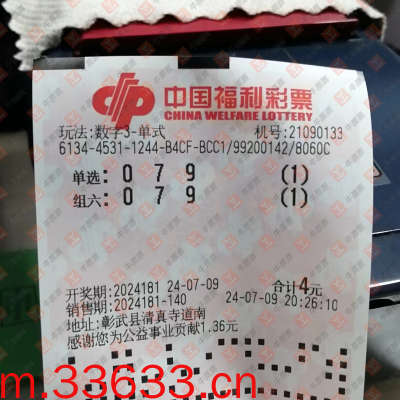 中国福利彩票
CHINA WELFARE LOTTERY
玩法:数字3-单式 机号:21090133
6134-4531-1244-B4CF-BCC1/99200142/8060C
单选: 0 7 9 (1)
组六: 0 7 9 (1)
开奖期:2024181 24-07-09 合计4元
销售期:2024181-140 24-07-09 20:26:10
地址:彰武县清真寺道南
感谢您为公益事业贡献1.36元
m.33633.cn